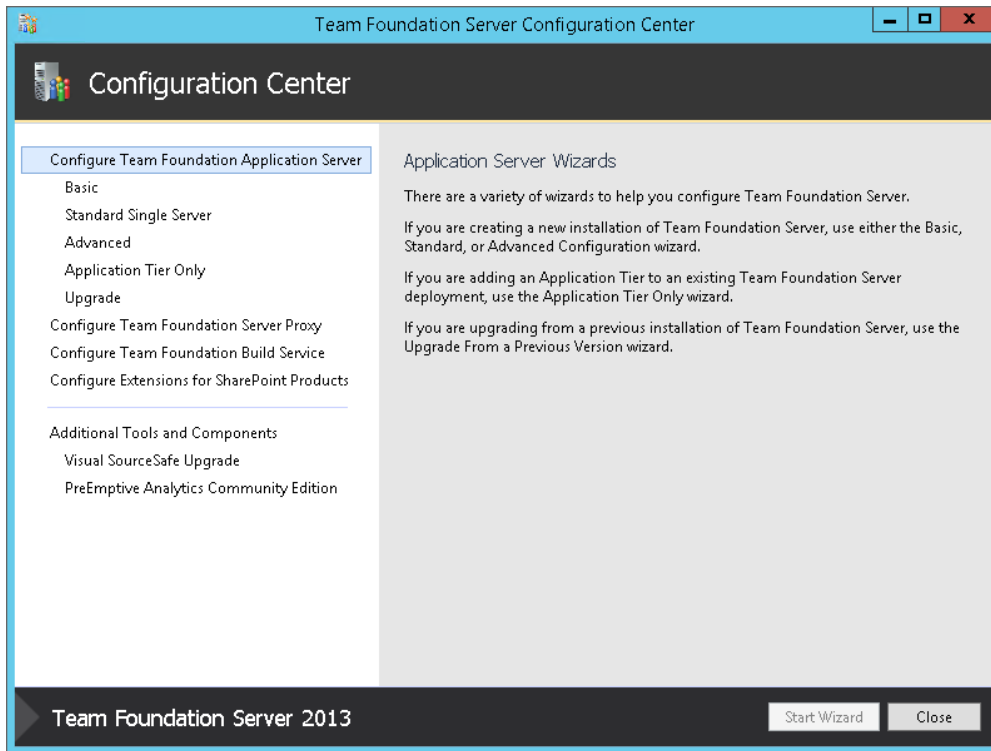 Team Foundation Server Configuration Center
Configuration Center
Configure Team Foundation Application Server
Basic
Standard Single Server
Advanced
Application Tier Only
Upgrade
Configure Team Foundation Server Proxy
Configure Team Foundation Build Service
Configure Extensions for SharePoint Products
Additional Tools and Components
Visual SourceSafe Upgrade
PreEmptive Analytics Community Edition
Application Server Wizards
There are a variety of wizards to help you configure Team Foundation Server.
If you are creating a new installation of Team Foundation Server, use either the Basic,
Standard, or Advanced Configuration wizard.
If you are adding an Application Tier to an existing Team Foundation Server
deployment, use the Application Tier Only wizard.
If you are upgrading from a previous installation of Team Foundation Server, use the
Upgrade From a Previous Version wizard.
Team Foundation Server 2013
Start Wizard
Close